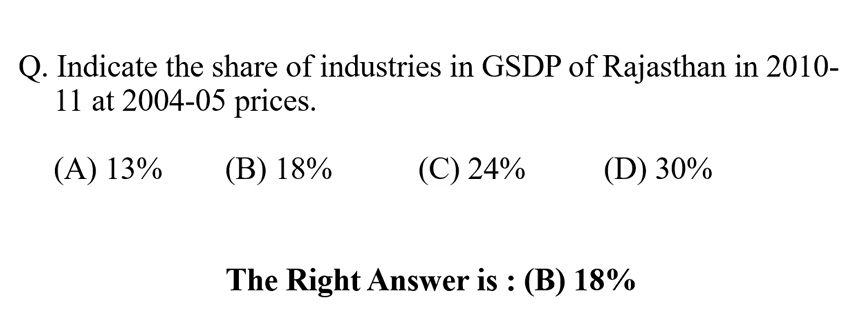 Q. Indicate the share of industries in GSDP of Rajasthan in 2010-
11 at 2004-05 prices.
(A) 13% (B) 18% (C) 24% (D) 30%
The Right Answer is : (B) 18%